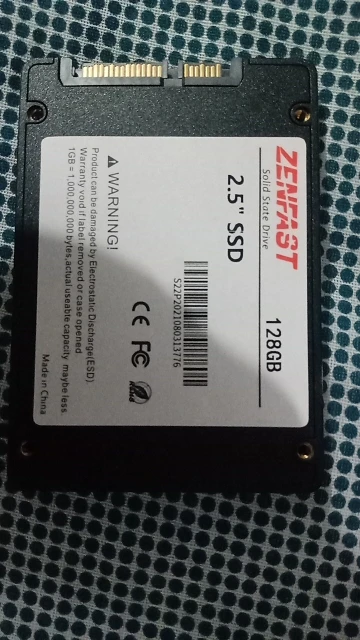 ZENFAST
Solid State Drive
128GB
2.5" SSD
S22P2021080313776
CE FC
WARNING!
Product can be damaged by Electrostatic Discharge(ESD).
Warranty void if label removed or case opened.
1GB = 1,000,000,000 bytes,actual useable capacity maybe less.
Made in China